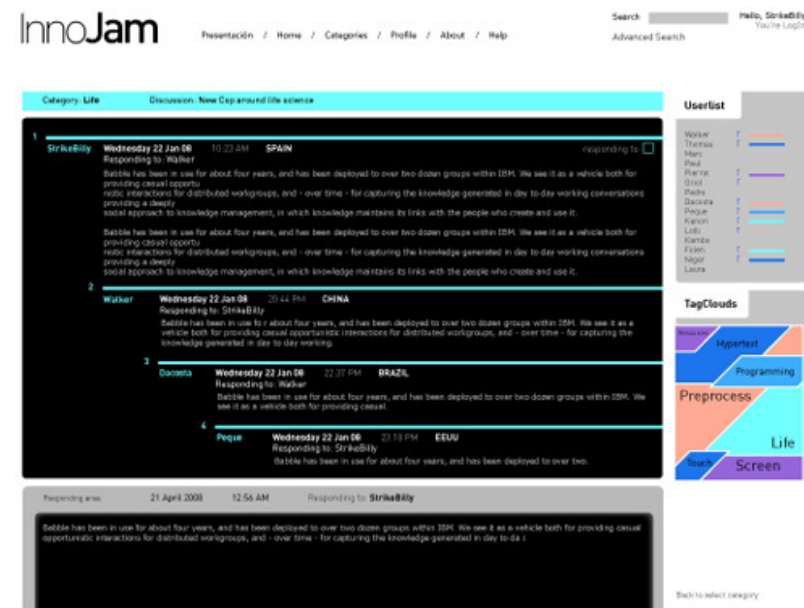 InnoJam
Presentación / Home / Categories / Profile / About / Help
Search
Advanced Search
Hello, StrikeBilly
You're LogIn
Category: Life Discussion: New Cop around life science
1
StrikeBilly Wednesday 22 Jan 08 10:23 AM SPAIN responding to
Responding to: Walker
Babble has been in use for about four years, and has been deployed to over two dozen groups within IBM. We see it as a vehicle both for
providing casual opportu
nistic interactions for distributed workgroups, and - over time - for capturing the knowledge generated in day to day working conversations
providing a deeply
social approach to knowledge management, in which knowledge maintains its links with the people who create and use it.
Babble has been in use for about four years, and has been deployed to over two dozen groups within IBM. We see it as a vehicle both for
providing casual opportu
nistic interactions for distributed workgroups, and - over time - for capturing the knowledge generated in day to day working conversations
providing a deeply
social approach to knowledge management, in which knowledge maintains its links with the people who create and use it.
2
Walker Wednesday 22 Jan 08 20:44 PM CHINA
Responding to: StrikeBilly
Babble has been in use for about four years, and has been deployed to over two dozen groups within IBM. We see it as a
vehicle both for providing casual opportunistic interactions for distributed workgroups, and - over time - for capturing the
knowledge generated in day to day working.
3
Dacosta Wednesday 22 Jan 08 22:37 PM BRAZIL
Responding to: Walker
Babble has been in use for about four years, and has been deployed to over two dozen groups within IBM. We
see it as a vehicle both for providing casual.
4
Peque Wednesday 22 Jan 08 23:18 PM EEUU
Responding to: StrikeBilly
Babble has been in use for about four years, and has been deployed to over two.
Responding area 21 April 2008 12:56 AM Responding to: StrikeBilly
Babble has been in use for about four years, and has been deployed to over two dozen groups within IBM. We see it as a vehicle both for providing casual
opportunistic interactions for distributed workgroups, and - over time - for capturing the knowledge generated in day to da
Userlist
Walker
Thomas
Marc
Paul
Pierrot
Oriol
Pedro
Dacosta
Peque
Kanon
Lolli
Kamba
Niger
Laura
TagClouds
Hypertext
Programming
Preprocess
Life
Touch
Screen
Back to select category